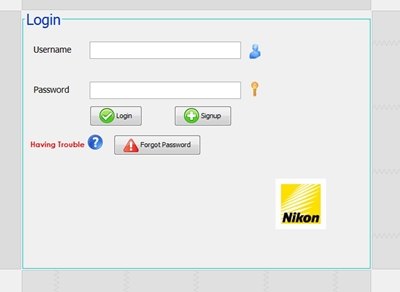 Login
Username
Password
Login
Signup
Having Trouble
Forgot Password
Nikon